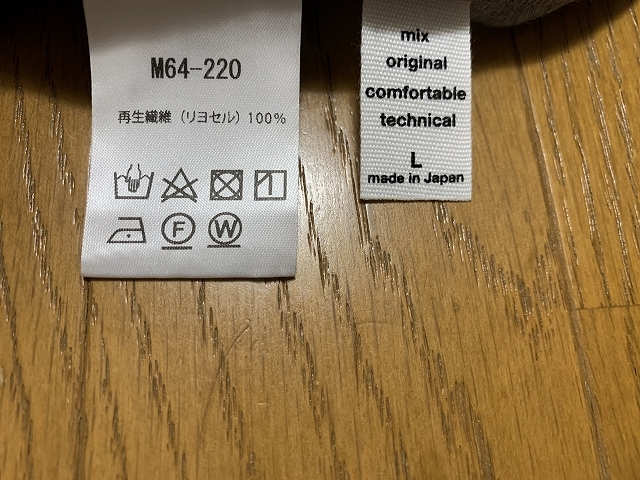 M64-220
再生繊維（リヨセル）100%
F
W
mix
original
comfortable
technical
L
made in Japan